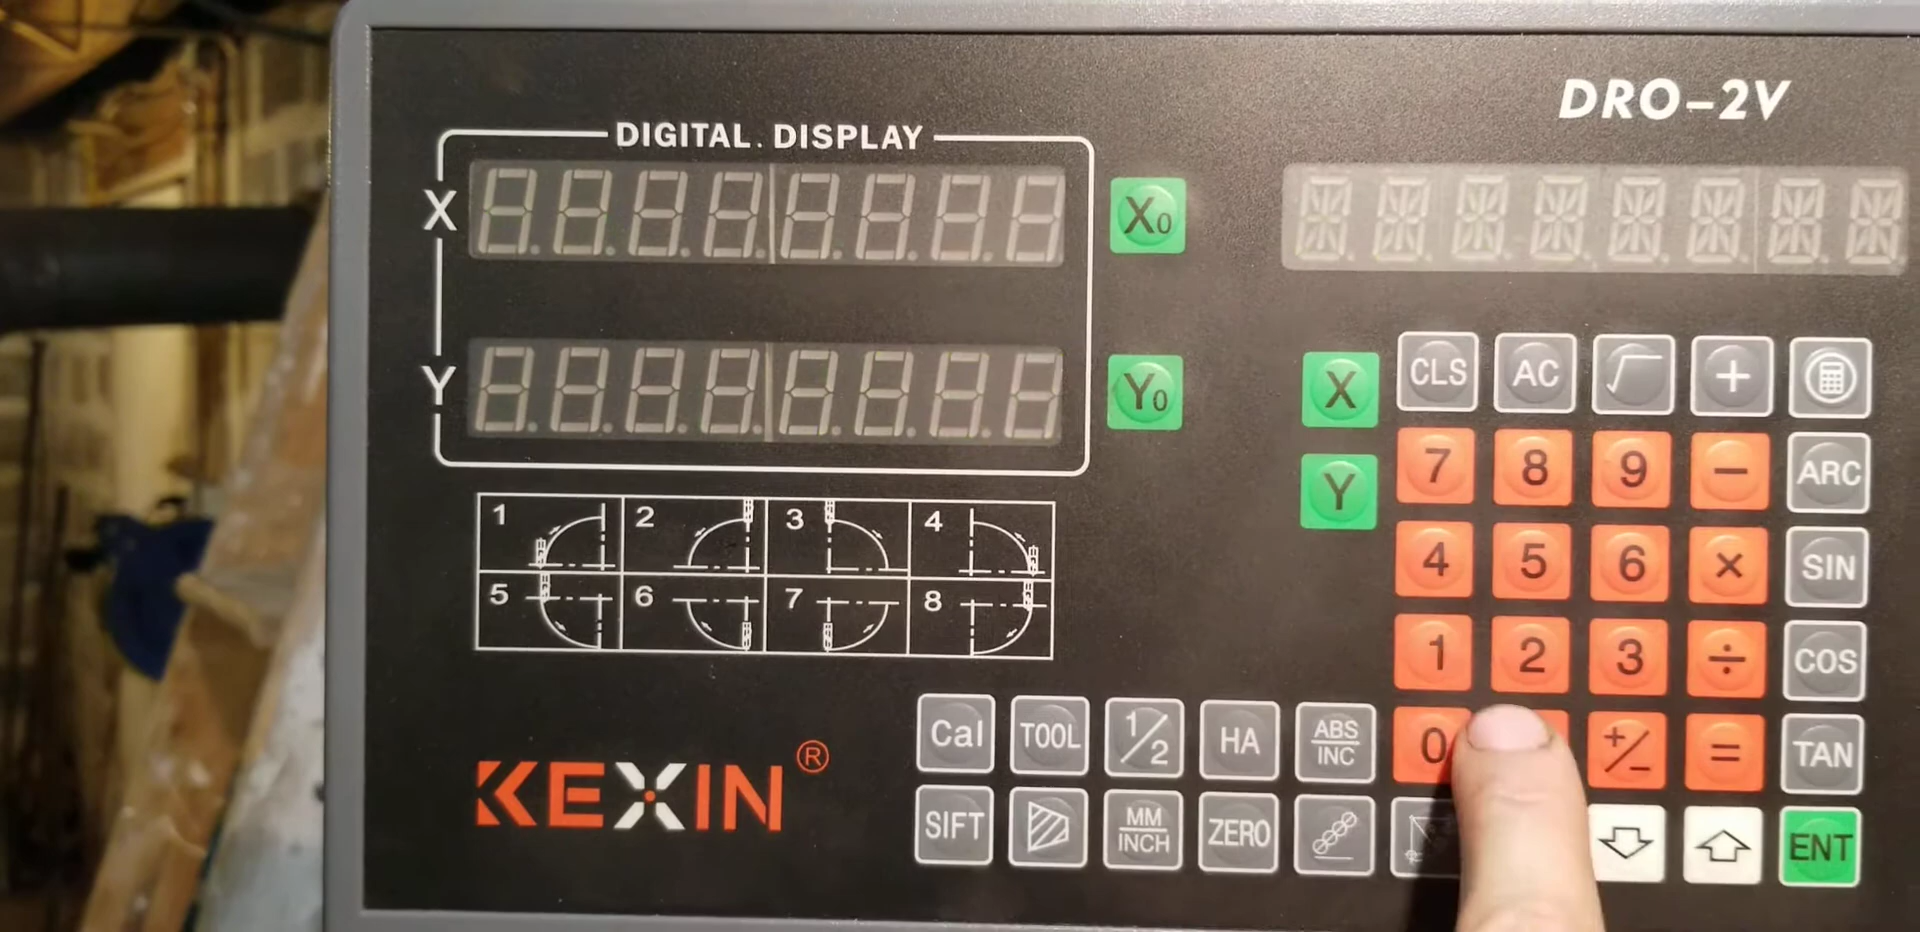 DRO-2V
DIGITAL. DISPLAY
X
X0
Y
Y0
X
CLS AC √ +
Y
7 8 9 - ARC
4 5 6 × SIN
1 2 3 ÷ COS
1 2 3 4
5 6 7 8
Cal TOOL 1/2 HA ABS/INC 0 +/- = TAN
SIFT MM/INCH ZERO ENT
KEXIN®